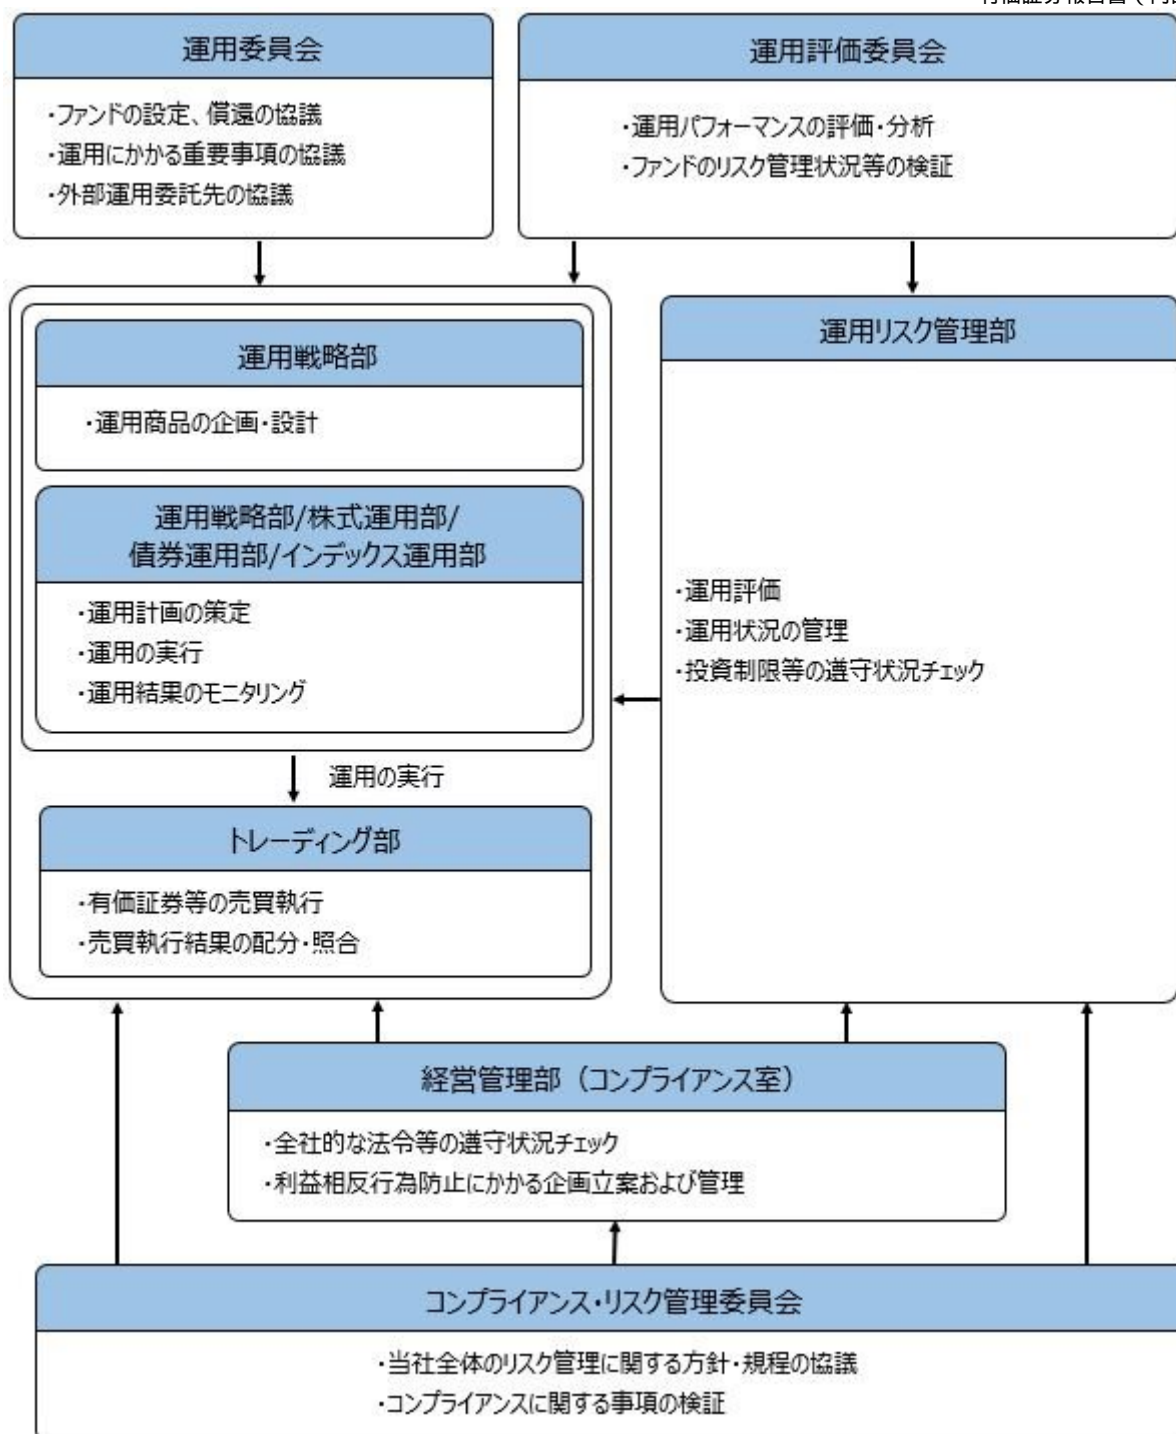 運用委員会
・ファンドの設定、償還の協議
・運用にかかる重要事項の協議
・外部運用委託先の協議
運用評価委員会
・運用パフォーマンスの評価・分析
・ファンドのリスク管理状況等の検証
運用戦略部
・運用商品の企画・設計
運用戦略部/株式運用部/
債券運用部/インデックス運用部
・運用計画の策定
・運用の実行
・運用結果のモニタリング
運用の実行
トレーディング部
・有価証券等の売買執行
・売買執行結果の配分・照合
運用リスク管理部
・運用評価
・運用状況の管理
・投資制限等の遵守状況チェック
経営管理部（コンプライアンス室）
・全社的な法令等の遵守状況チェック
・利益相反行為防止にかかる企画立案および管理
コンプライアンス・リスク管理委員会
・当社全体のリスク管理に関する方針・規程の協議
・コンプライアンスに関する事項の検証